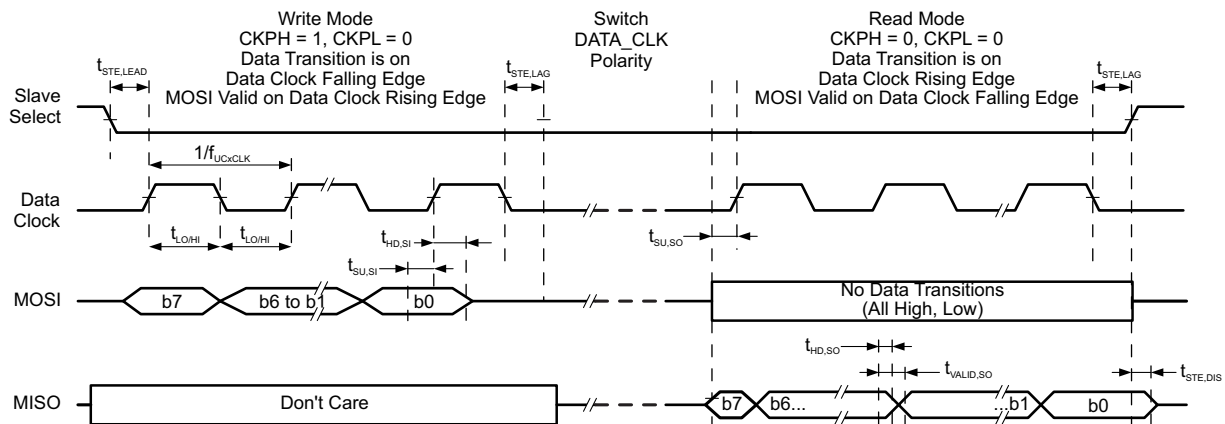 Write Mode
CKPH = 1, CKPL = 0
Data Transition is on
Data Clock Falling Edge
MOSI Valid on Data Clock Rising Edge
Switch
DATA_CLK
Polarity
Read Mode
CKPH = 0, CKPL = 0
Data Transition is on
Data Clock Rising Edge
MOSI Valid on Data Clock Falling Edge
tSTE,LEAD
tSTE,LAG
tSTE,LAG
Slave
Select
1/fUCxCLK
Data
Clock
tLO/HI
tLO/HI
tHD,SI
tSU,SO
tSU,SI
MOSI
b7
b6 to b1
b0
No Data Transitions
(All High, Low)
tHD,SO
tVALID,SO
tSTE,DIS
MISO
Don't Care
b7
b6...
...b1
b0